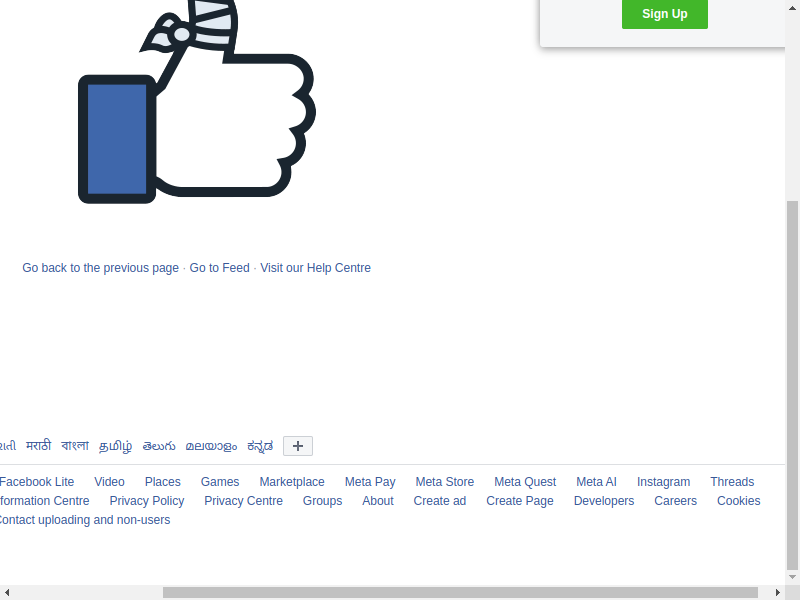 Sign Up
Go back to the previous page · Go to Feed · Visit our Help Centre
मराठी বাংলা தமிழ் తెలుగు മലയാളം ಕನ್ನಡ +
Facebook Lite Video Places Games Marketplace Meta Pay Meta Store Meta Quest Meta AI Instagram Threads
formation Centre Privacy Policy Privacy Centre Groups About Create ad Create Page Developers Careers Cookies
Contact uploading and non-users